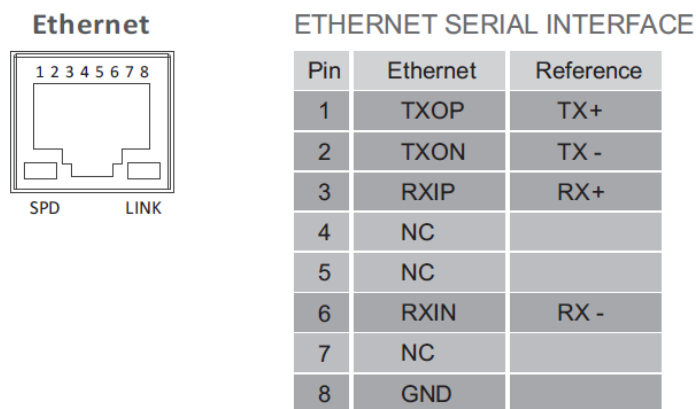 Ethernet
1 2 3 4 5 6 7 8
SPD LINK
ETHERNET SERIAL INTERFACE
Pin Ethernet Reference
1 TXOP TX+
2 TXON TX -
3 RXIP RX+
4 NC
5 NC
6 RXIN RX -
7 NC
8 GND